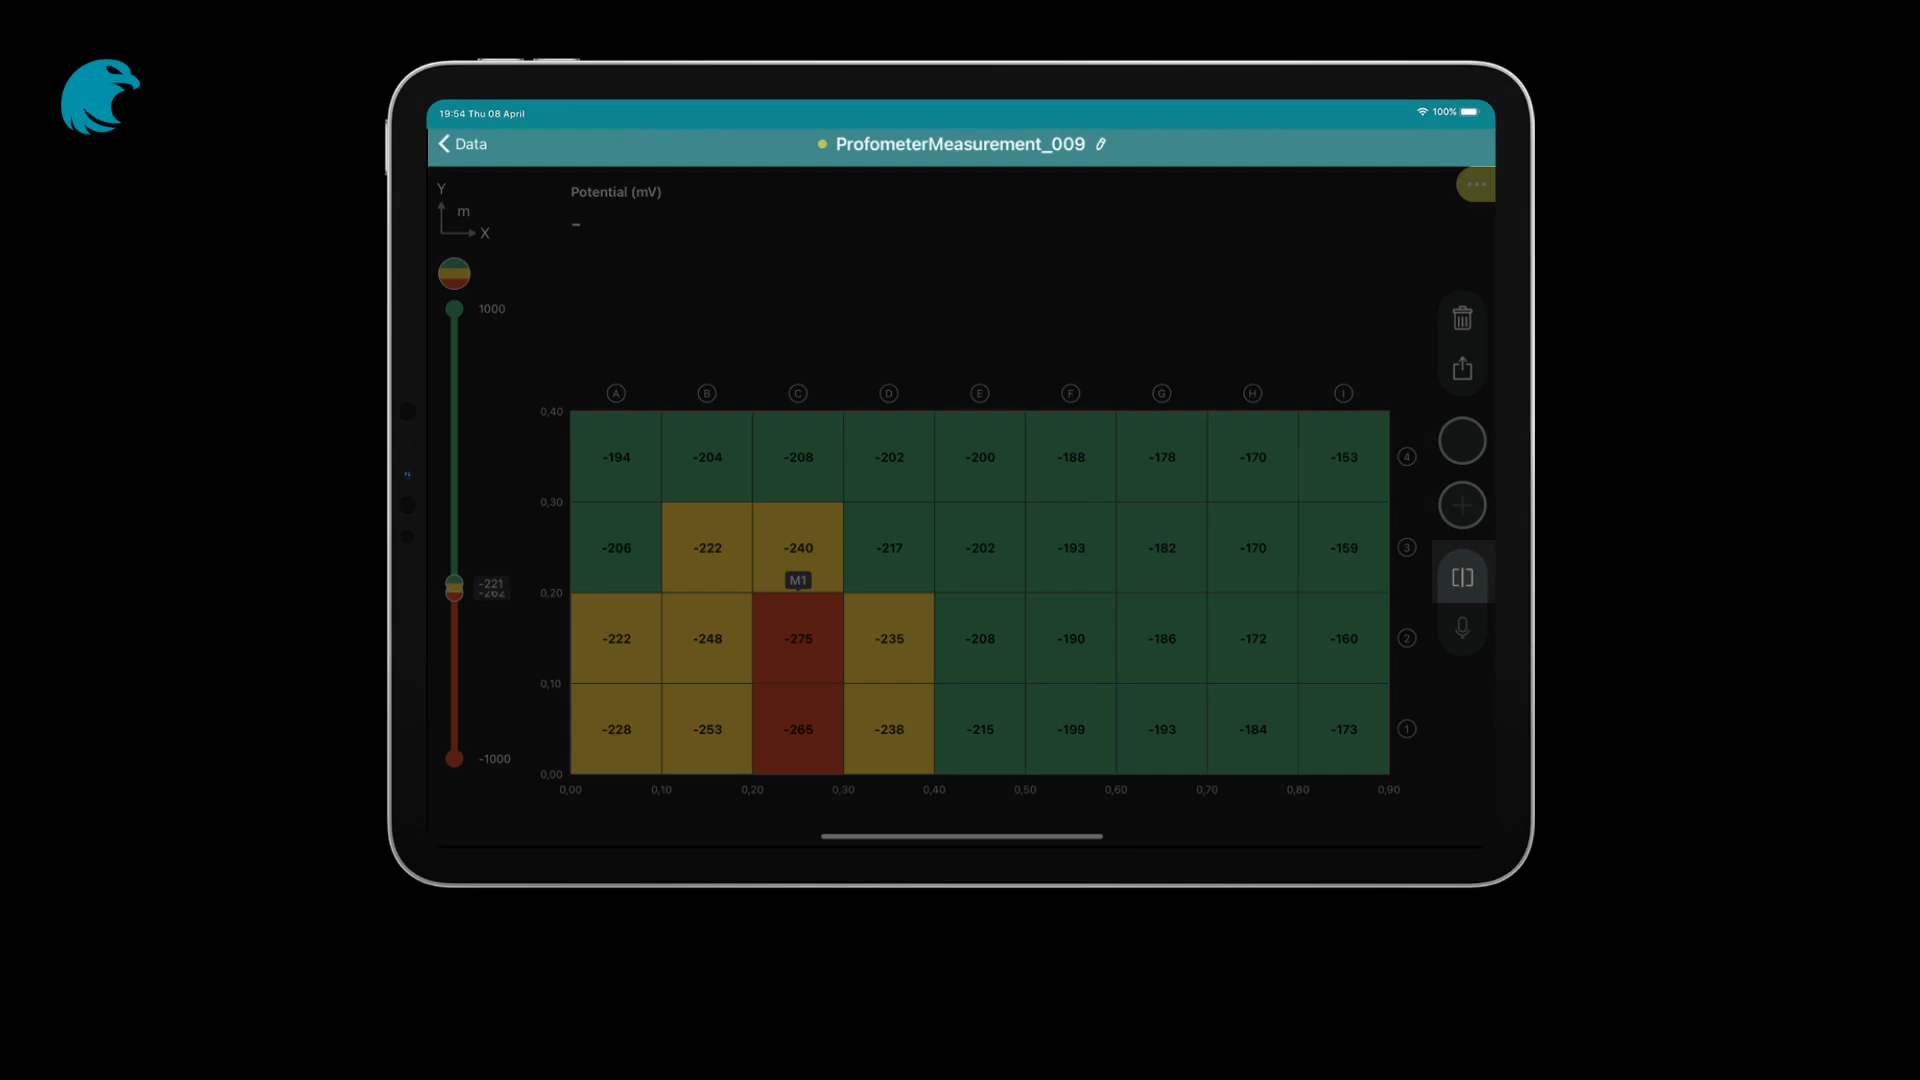 19:54 Thu 08 April
100%
Data
ProfometerMeasurement_009
Y
m
X
Potential (mV)
–
1000
-221
-262
-1000
A B C D E F G H I
0,40
-194 -204 -208 -202 -200 -188 -178 -170 -153 4
0,30
-206 -222 -240 -217 -202 -193 -182 -170 -159 3
M1
0,20
-222 -248 -275 -235 -208 -190 -186 -172 -160 2
0,10
-228 -253 -265 -238 -215 -199 -193 -184 -173 1
0,00
0,00 0,10 0,20 0,30 0,40 0,50 0,60 0,70 0,80 0,90